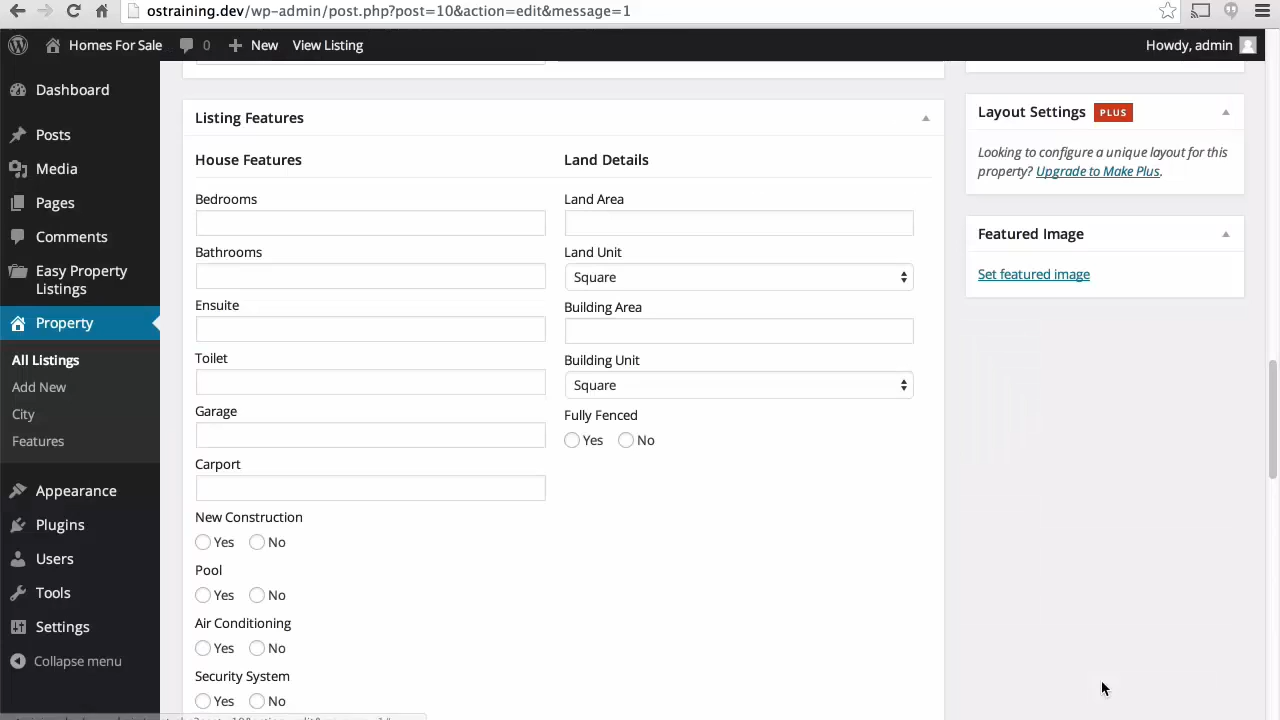 ostraining.dev/wp-admin/post.php?post=10&action=edit&message=1
Homes For Sale 0 New View Listing Howdy, admin
Dashboard
Posts
Media
Pages
Comments
Easy Property
Listings
Property
All Listings
Add New
City
Features
Appearance
Plugins
Users
Tools
Settings
Collapse menu
Listing Features
House Features
Bedrooms
Bathrooms
Ensuite
Toilet
Garage
Carport
New Construction
Yes No
Pool
Yes No
Air Conditioning
Yes No
Security System
Yes No
Land Details
Land Area
Land Unit
Square
Building Area
Building Unit
Square
Fully Fenced
Yes No
Layout Settings PLUS
Looking to configure a unique layout for this
property? Upgrade to Make Plus.
Featured Image
Set featured image